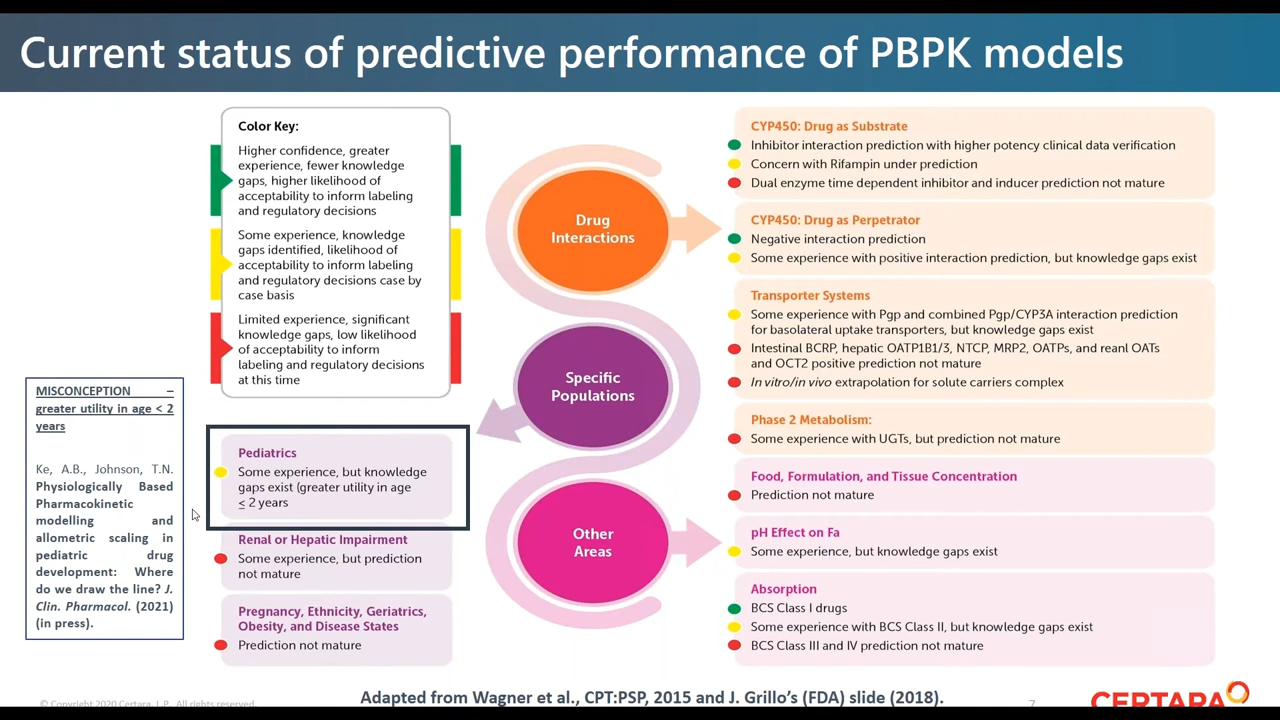 Current status of predictive performance of PBPK models
Color Key:
Higher confidence, greater
experience, fewer knowledge
gaps, higher likelihood of
acceptability to inform labeling
and regulatory decisions
Some experience, knowledge
gaps identified, likelihood of
acceptability to inform labeling
and regulatory decisions case by
case basis
Limited experience, significant
knowledge gaps, low likelihood
of acceptability to inform
labeling and regulatory decisions
at this time
MISCONCEPTION –
greater utility in age < 2
years
Ke, A.B., Johnson, T.N.
Physiologically Based
Pharmacokinetic
modelling and
allometric scaling in
pediatric drug
development: Where
do we draw the line? J.
Clin. Pharmacol. (2021)
(in press).
Pediatrics
Some experience, but knowledge
gaps exist (greater utility in age
≤ 2 years
Renal or Hepatic Impairment
Some experience, but prediction
not mature
Pregnancy, Ethnicity, Geriatrics,
Obesity, and Disease States
Prediction not mature
Drug
Interactions
Specific
Populations
Other
Areas
CYP450: Drug as Substrate
Inhibitor interaction prediction with higher potency clinical data verification
Concern with Rifampin under prediction
Dual enzyme time dependent inhibitor and inducer prediction not mature
CYP450: Drug as Perpetrator
Negative interaction prediction
Some experience with positive interaction prediction, but knowledge gaps exist
Transporter Systems
Some experience with Pgp and combined Pgp/CYP3A interaction prediction
for basolateral uptake transporters, but knowledge gaps exist
Intestinal BCRP, hepatic OATP1B1/3, NTCP, MRP2, OATPs, and reanl OATs
and OCT2 positive prediction not mature
In vitro/in vivo extrapolation for solute carriers complex
Phase 2 Metabolism:
Some experience with UGTs, but prediction not mature
Food, Formulation, and Tissue Concentration
Prediction not mature
pH Effect on Fa
Some experience, but knowledge gaps exist
Absorption
BCS Class I drugs
Some experience with BCS Class II, but knowledge gaps exist
BCS Class III and IV prediction not mature
Adapted from Wagner et al., CPT:PSP, 2015 and J. Grillo's (FDA) slide (2018).
© Copyright 2020 Certara, L.P. All rights reserved.
7
CERTARA